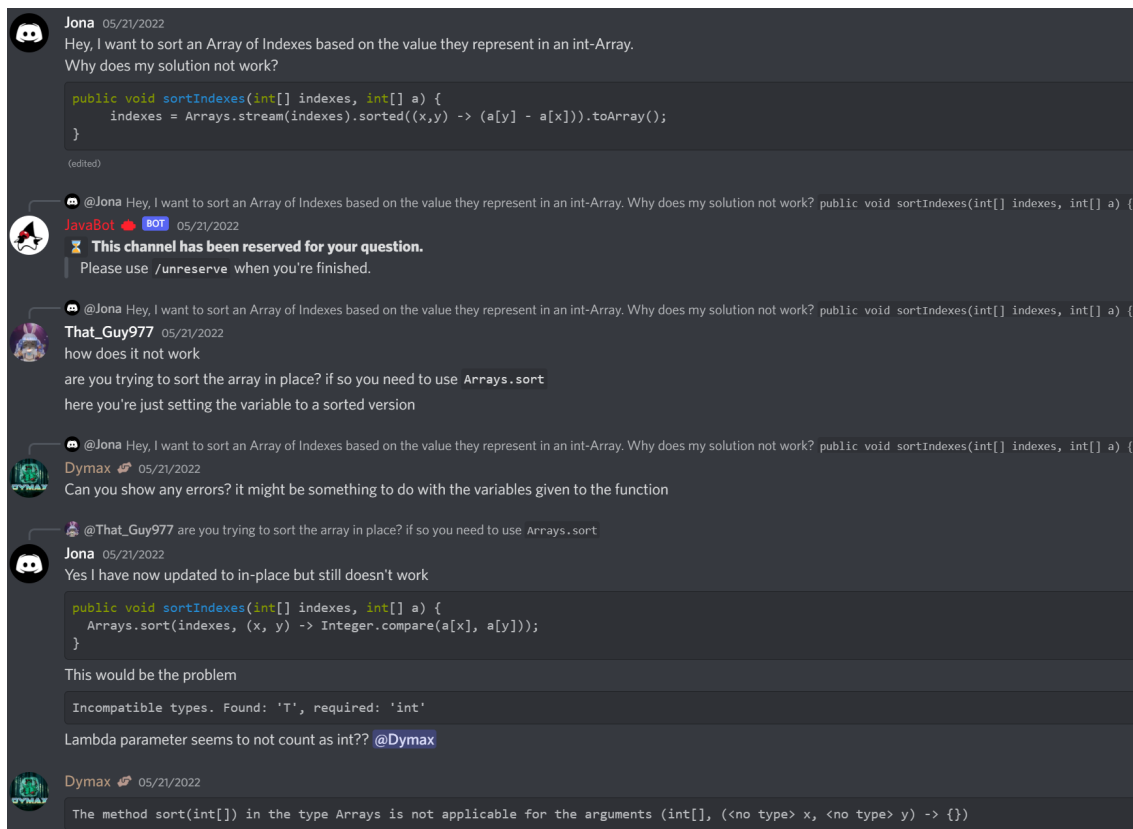 Jona 05/21/2022
Hey, I want to sort an Array of Indexes based on the value they represent in an int-Array.
Why does my solution not work?
public void sortIndexes(int[] indexes, int[] a) {
     indexes = Arrays.stream(indexes).sorted((x,y) -> (a[y] - a[x])).toArray();
}
(edited)
@Jona Hey, I want to sort an Array of Indexes based on the value they represent in an int-Array. Why does my solution not work? public void sortIndexes(int[] indexes, int[] a) {
JavaBot BOT 05/21/2022
⌛ This channel has been reserved for your question.
Please use /unreserve when you're finished.
@Jona Hey, I want to sort an Array of Indexes based on the value they represent in an int-Array. Why does my solution not work? public void sortIndexes(int[] indexes, int[] a) {
That_Guy977 05/21/2022
how does it not work
are you trying to sort the array in place? if so you need to use Arrays.sort
here you're just setting the variable to a sorted version
@Jona Hey, I want to sort an Array of Indexes based on the value they represent in an int-Array. Why does my solution not work? public void sortIndexes(int[] indexes, int[] a) {
Dymax 05/21/2022
DYMAX
Can you show any errors? it might be something to do with the variables given to the function
@That_Guy977 are you trying to sort the array in place? if so you need to use Arrays.sort
Jona 05/21/2022
Yes I have now updated to in-place but still doesn't work
public void sortIndexes(int[] indexes, int[] a) {
  Arrays.sort(indexes, (x, y) -> Integer.compare(a[x], a[y]));
}
This would be the problem
Incompatible types. Found: 'T', required: 'int'
Lambda parameter seems to not count as int?? @Dymax
Dymax 05/21/2022
DYMAX
The method sort(int[]) in the type Arrays is not applicable for the arguments (int[], (<no type> x, <no type> y) -> {})